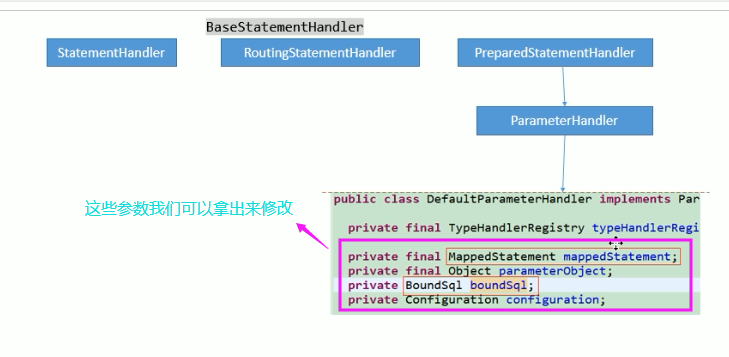 BaseStatementHandler
StatementHandler
RoutingStatementHandler
PreparedStatementHandler
ParameterHandler
这些参数我们可以拿出来修改
public class DefaultParameterHandler implements Par
private final TypeHandlerRegistry typeHandlerRegi
private final MappedStatement mappedStatement;
private final Object parameterObject;
private BoundSql boundSql;
private Configuration configuration;